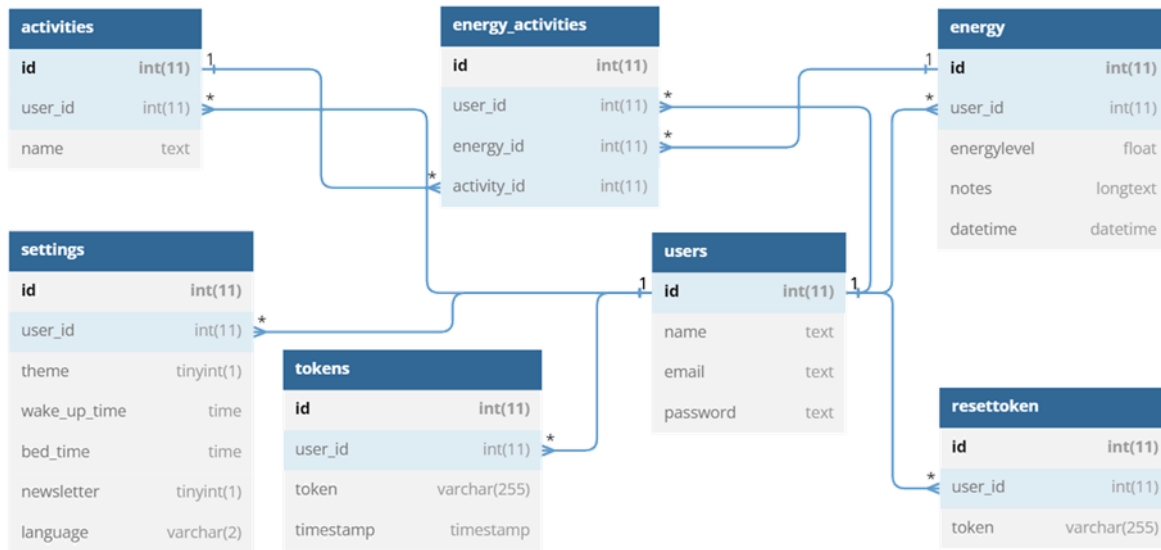 activities
id int(11)
user_id int(11)
name text
1
*
energy_activities
id int(11)
user_id int(11)
energy_id int(11)
activity_id int(11)
*
*
*
energy
id int(11)
user_id int(11)
energylevel float
notes longtext
datetime datetime
1
*
settings
id int(11)
user_id int(11)
theme tinyint(1)
wake_up_time time
bed_time time
newsletter tinyint(1)
language varchar(2)
*
tokens
id int(11)
user_id int(11)
token varchar(255)
timestamp timestamp
*
users
id int(11)
name text
email text
password text
1
1
resettoken
id int(11)
user_id int(11)
token varchar(255)
*